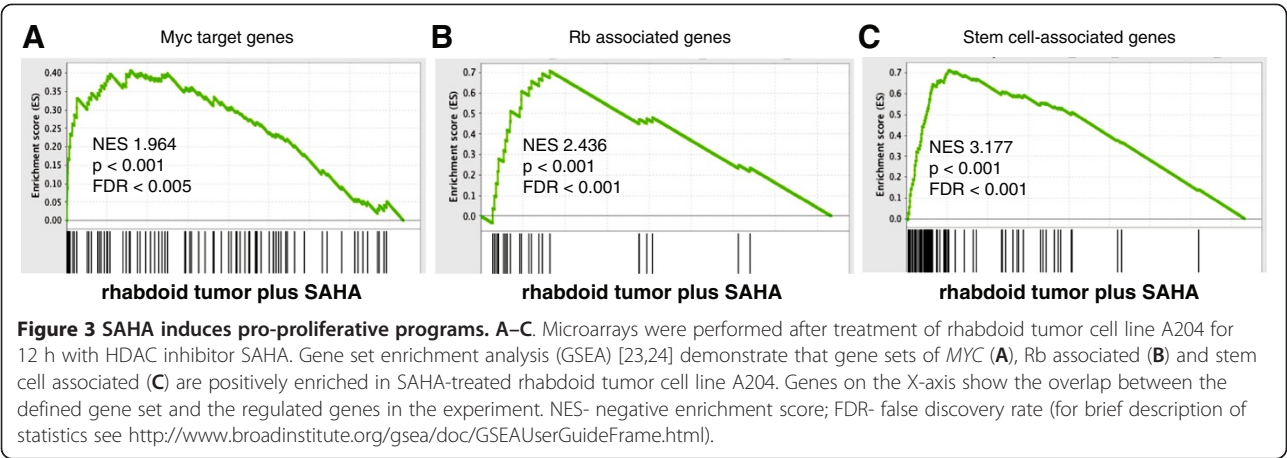 A
Myc target genes
0.40
0.35
0.30
0.25
0.20
0.15
0.10
0.05
0.00
Enrichment score (ES)
NES 1.964
p < 0.001
FDR < 0.005
rhabdoid tumor plus SAHA
B
Rb associated genes
0.7
0.6
0.5
0.4
0.3
0.2
0.1
0.0
Enrichment score (ES)
NES 2.436
p < 0.001
FDR < 0.001
rhabdoid tumor plus SAHA
C
Stem cell-associated genes
0.7
0.6
0.5
0.4
0.3
0.2
0.1
0.0
Enrichment score (ES)
NES 3.177
p < 0.001
FDR < 0.001
rhabdoid tumor plus SAHA
Figure 3 SAHA induces pro-proliferative programs. A–C. Microarrays were performed after treatment of rhabdoid tumor cell line A204 for
12 h with HDAC inhibitor SAHA. Gene set enrichment analysis (GSEA) [23,24] demonstrate that gene sets of MYC (A), Rb associated (B) and stem
cell associated (C) are positively enriched in SAHA-treated rhabdoid tumor cell line A204. Genes on the X-axis show the overlap between the
defined gene set and the regulated genes in the experiment. NES- negative enrichment score; FDR- false discovery rate (for brief description of
statistics see http://www.broadinstitute.org/gsea/doc/GSEAUserGuideFrame.html).